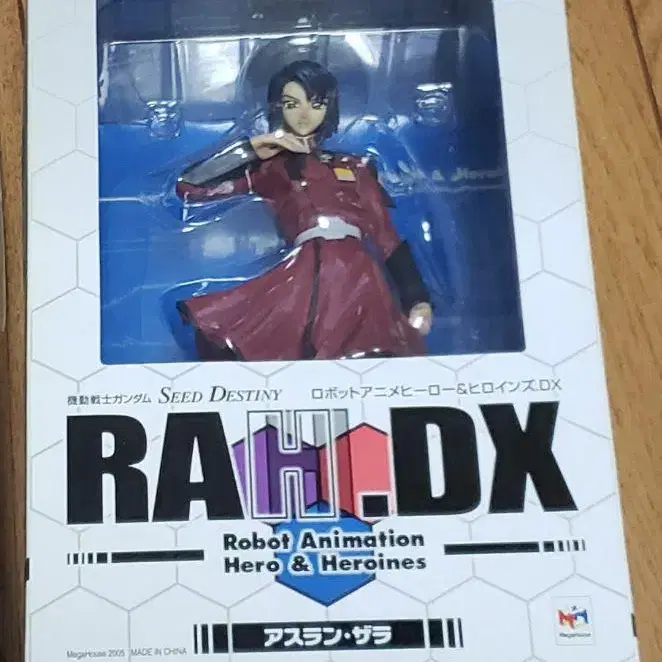 機動戦士ガンダム SEED DESTINY ロボットアニメヒーロー&ヒロインズ.DX
RAH.DX
Robot Animation
Hero & Heroines
アスラン・ザラ
MegaHouse 2005 MADE IN CHINA
MegaHouse